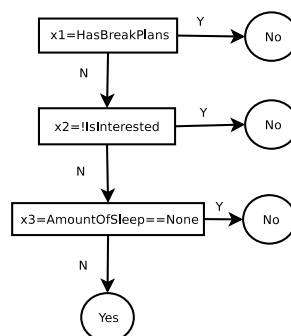 x1=HasBreakPlans
Y
No
N
x2=!IsInterested
Y
No
N
x3=AmountOfSleep==None
Y
No
N
Yes